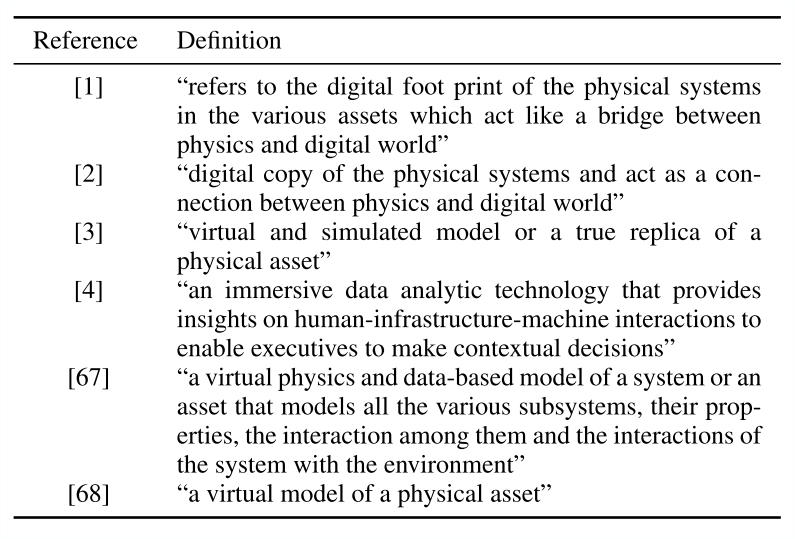 Reference Definition
[1] “refers to the digital foot print of the physical systems
in the various assets which act like a bridge between
physics and digital world”
[2] “digital copy of the physical systems and act as a con-
nection between physics and digital world”
[3] “virtual and simulated model or a true replica of a
physical asset”
[4] “an immersive data analytic technology that provides
insights on human-infrastructure-machine interactions to
enable executives to make contextual decisions”
[67] “a virtual physics and data-based model of a system or an
asset that models all the various subsystems, their prop-
erties, the interaction among them and the interactions of
the system with the environment”
[68] “a virtual model of a physical asset”